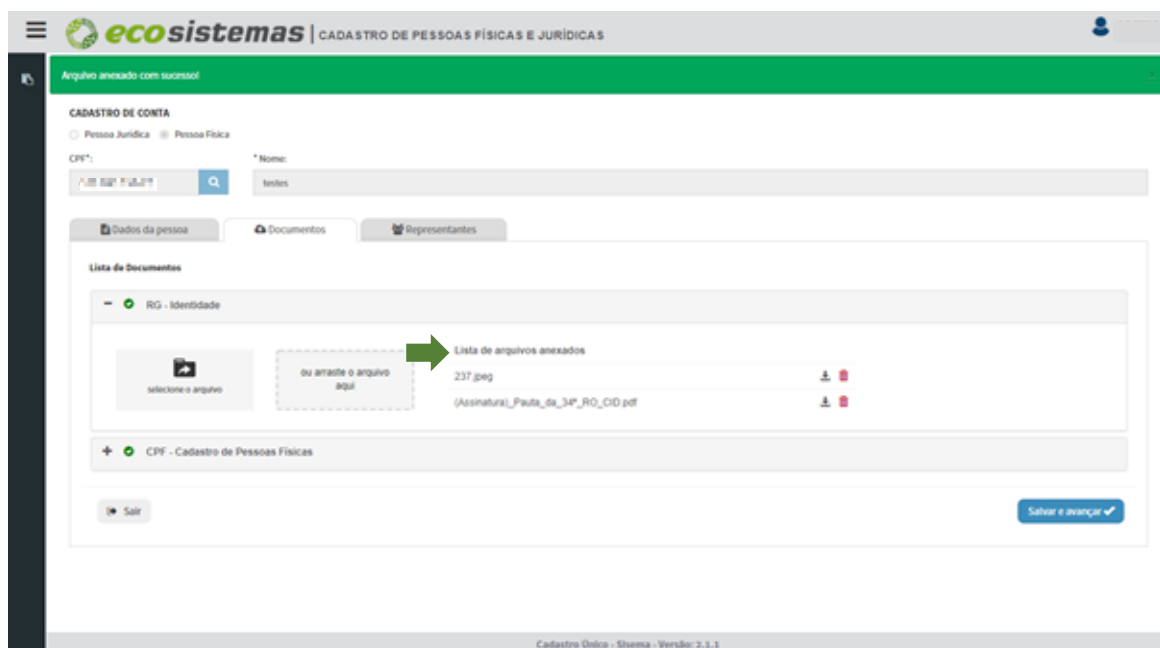 ecosistemas | CADASTRO DE PESSOAS FÍSICAS E JURÍDICAS
Arquivo anexado com sucesso!
CADASTRO DE CONTA
Pessoa Jurídica Pessoa Física
CPF*: * Nome:
testes
Dados da pessoa Documentos Representantes
Lista de Documentos
RG - Identidade
Lista de arquivos anexados
selecione o arquivo
ou arraste o arquivo
aqui
237.jpeg
(Assinatura)_Pauta_da_34ª_RO_CID.pdf
CPF - Cadastro de Pessoas Físicas
Sair Salvar e avançar
Cadastro Único - Sisema - Versão: 2.1.1